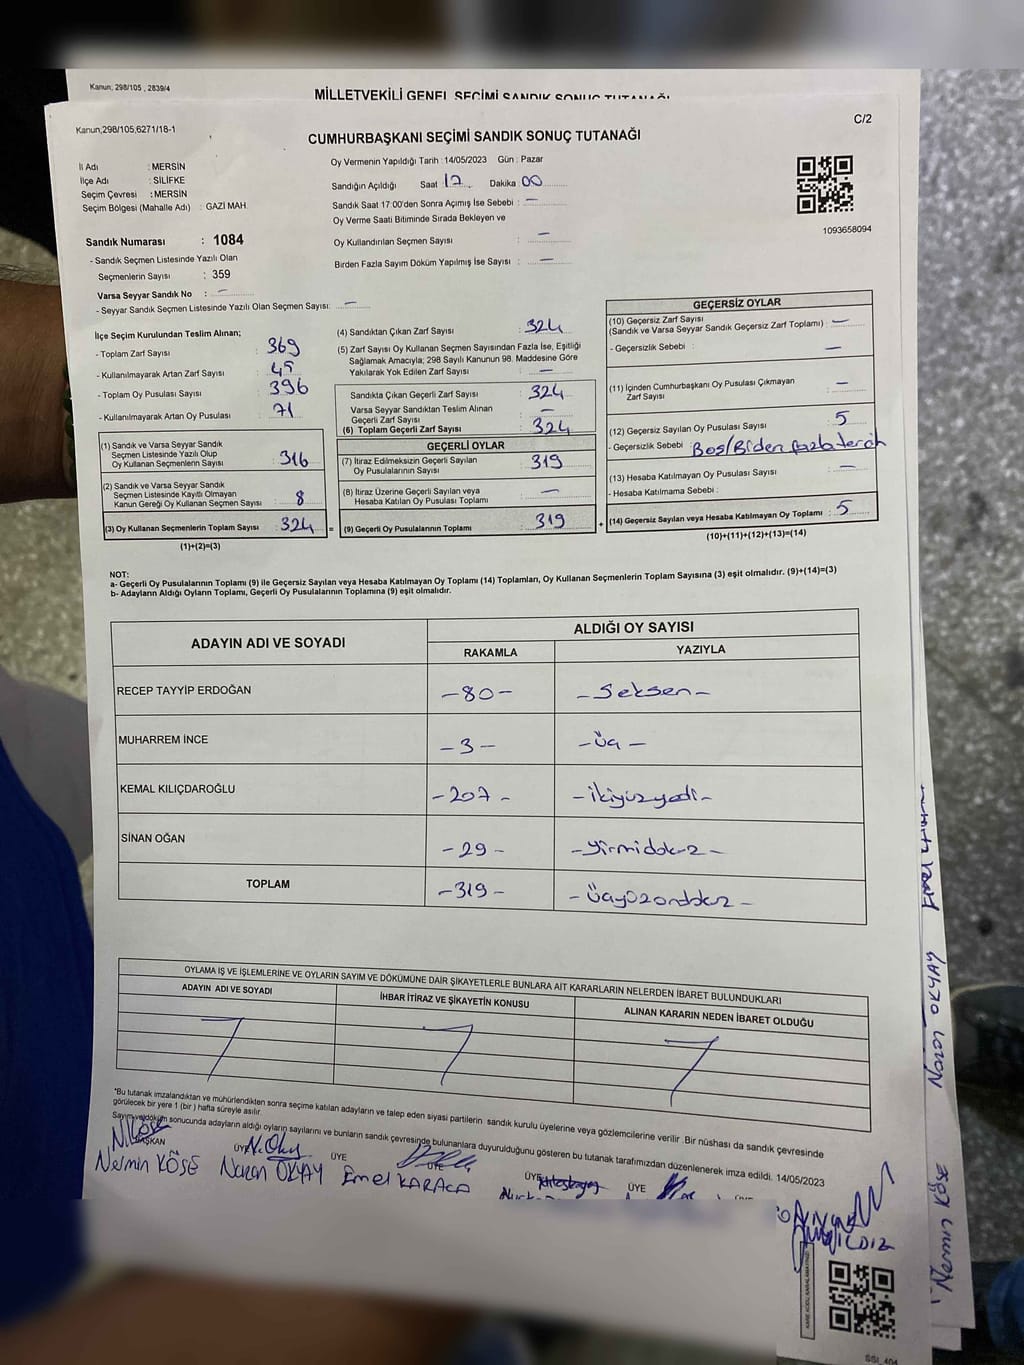 Kanun; 298/105 , 2839/4
MİLLETVEKİLİ GENEL SEÇİMİ SANDIK SONUÇ TUTANAĞI
Kanun;298/105,6271/18-1
C/2
CUMHURBAŞKANI SEÇİMİ SANDIK SONUÇ TUTANAĞI
İl Adı : MERSİN
İlçe Adı : SİLİFKE
Seçim Çevresi : MERSİN
Seçim Bölgesi (Mahalle Adı) : GAZİ MAH.
Oy Vermenin Yapıldığı Tarih : 14/05/2023 Gün : Pazar
Sandığın Açıldığı Saat 17 Dakika 00
Sandık Saat 17:00'den Sonra Açımış İse Sebebi : —
Oy Verme Saati Bitiminde Sırada Bekleyen ve
Oy Kullandırılan Seçmen Sayısı : —
Birden Fazla Sayım Döküm Yapılmış İse Sayısı : —
1093658094
Sandık Numarası : 1084
- Sandık Seçmen Listesinde Yazılı Olan
Seçmenlerin Sayısı : 359
Varsa Seyyar Sandık No : —
- Seyyar Sandık Seçmen Listesinde Yazılı Olan Seçmen Sayısı: —
İlçe Seçim Kurulundan Teslim Alınan;
- Toplam Zarf Sayısı : 369
- Kullanılmayarak Artan Zarf Sayısı : 45
- Toplam Oy Pusulası Sayısı : 396
- Kullanılmayarak Artan Oy Pusulası : 71
(1) Sandık ve Varsa Seyyar Sandık
Seçmen Listesinde Yazılı Olup
Oy Kullanan Seçmenlerin Sayısı : 316
(2) Sandık ve Varsa Seyyar Sandık
Seçmen Listesinde Kayıtlı Olmayan
Kanun Gereği Oy Kullanan Seçmen Sayısı : 8
(3) Oy Kullanan Seçmenlerin Toplam Sayısı : 324 =
(1)+(2)=(3)
(4) Sandıktan Çıkan Zarf Sayısı : 324
(5) Zarf Sayısı Oy Kullanan Seçmen Sayısından Fazla İse, Eşitliği
Sağlamak Amacıyla; 298 Sayılı Kanunun 98. Maddesine Göre
Yakılarak Yok Edilen Zarf Sayısı : —
Sandıkta Çıkan Geçerli Zarf Sayısı : 324
Varsa Seyyar Sandıktan Teslim Alınan
Geçerli Zarf Sayısı : —
(6) Toplam Geçerli Zarf Sayısı : 324
GEÇERLİ OYLAR
(7) İtiraz Edilmeksizin Geçerli Sayılan
Oy Pusulalarının Sayısı : 319
(8) İtiraz Üzerine Geçerli Sayılan veya
Hesaba Katılan Oy Pusulası Toplamı : —
(9) Geçerli Oy Pusulalarının Toplamı : 319 +
GEÇERSİZ OYLAR
(10) Geçersiz Zarf Sayısı
(Sandık ve Varsa Seyyar Sandık Geçersiz Zarf Toplamı) : —
- Geçersizlik Sebebi : —
(11) İçinden Cumhurbaşkanı Oy Pusulası Çıkmayan
Zarf Sayısı : —
(12) Geçersiz Sayılan Oy Pusulası Sayısı : 5
- Geçersizlik Sebebi : Boş/Birden fazla tercih
(13) Hesaba Katılmayan Oy Pusulası Sayısı : —
- Hesaba Katılmama Sebebi :
(14) Geçersiz Sayılan veya Hesaba Katılmayan Oy Toplamı : 5
(10)+(11)+(12)+(13)=(14)
NOT:
a- Geçerli Oy Pusulalarının Toplamı (9) ile Geçersiz Sayılan veya Hesaba Katılmayan Oy Toplamı (14) Toplamları, Oy Kullanan Seçmenlerin Toplam Sayısına (3) eşit olmalıdır. (9)+(14)=(3)
b- Adayların Aldığı Oyların Toplamı, Geçerli Oy Pusulalarının Toplamına (9) eşit olmalıdır.
ADAYIN ADI VE SOYADI
ALDIĞI OY SAYISI
RAKAMLA YAZIYLA
RECEP TAYYİP ERDOĞAN -80- -Seksen-
MUHARREM İNCE -3- -üç-
KEMAL KILIÇDAROĞLU -207- -ikiyüzyedi-
SİNAN OĞAN -29- -yirmidokuz-
TOPLAM -319- -üçyüzondokuz-
OYLAMA İŞ VE İŞLEMLERİNE VE OYLARIN SAYIM VE DÖKÜMÜNE DAİR ŞİKAYETLERLE BUNLARA AİT KARARLARIN NELERDEN İBARET BULUNDUKLARI
ADAYIN ADI VE SOYADI İHBAR İTİRAZ VE ŞİKAYETİN KONUSU ALINAN KARARIN NEDEN İBARET OLDUĞU
*Bu tutanak imzalandıktan ve mühürlendikten sonra seçime katılan adayların ve talep eden siyasi partilerin sandık kurulu üyelerine veya gözlemcilerine verilir .Bir nüshası da sandık çevresinde
görülecek bir yere 1 (bir ) hafta süreyle asılır.
Sayım ve döküm sonucunda adayların aldığı oyların sayılarını ve bunların sandık çevresinde bulunanlara duyurulduğunu gösteren bu tutanak tarafımızdan düzenlenerek imza edildi. 14/05/2023
BAŞKAN ÜYE ÜYE ÜYE ÜYE ÜYE
Nermin KÖSE Nazan OKYAY Emel KARACA
YILDIZ
Nazan OKYAY
Nermin KÖSE